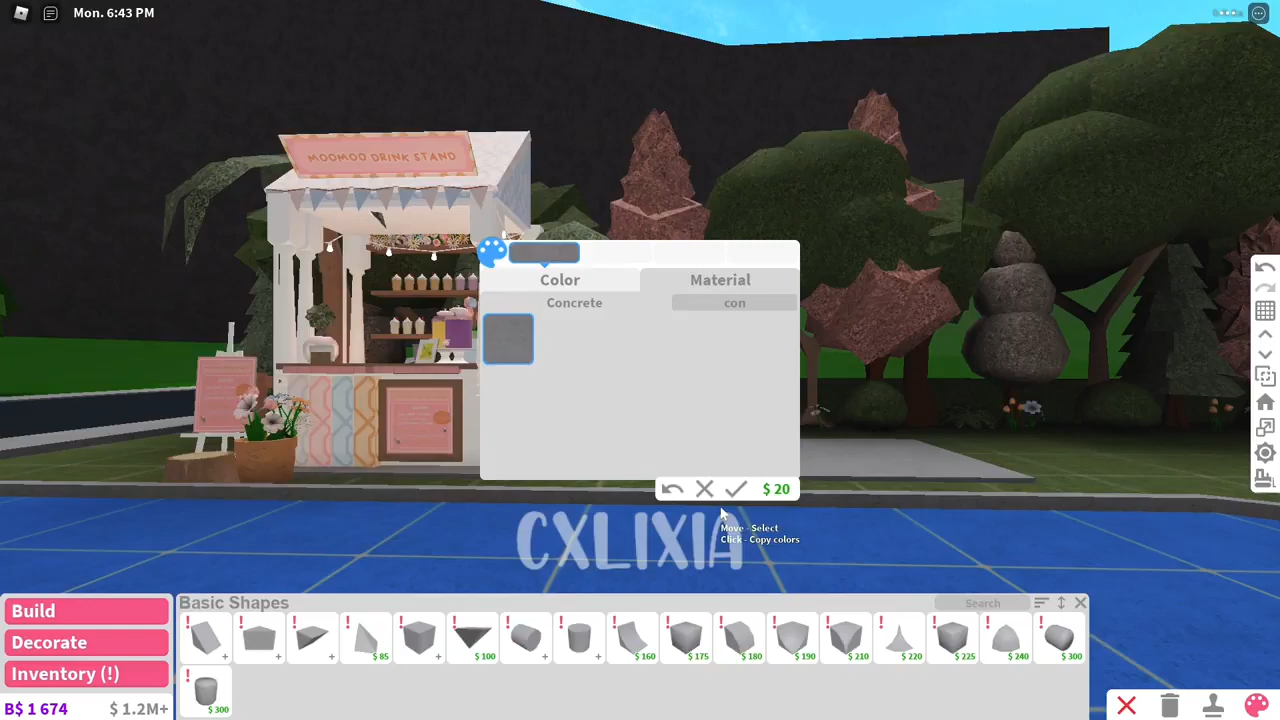 Mon. 6:43 PM
MOOMOO DRINK STAND
Color
Material
Concrete
con
$ 20
Move - Select
Click - Copy colors
CXLIXIA
Build
Decorate
Inventory (!)
B$ 1 674
$ 1.2M+
Basic Shapes
Search
! + ! + ! + ! $ 85 ! + ! $ 100 ! + ! + ! $ 160 ! $ 175 ! $ 180 ! $ 190 ! $ 210 ! $ 220 ! $ 225 ! $ 240 ! $ 300
! $ 300